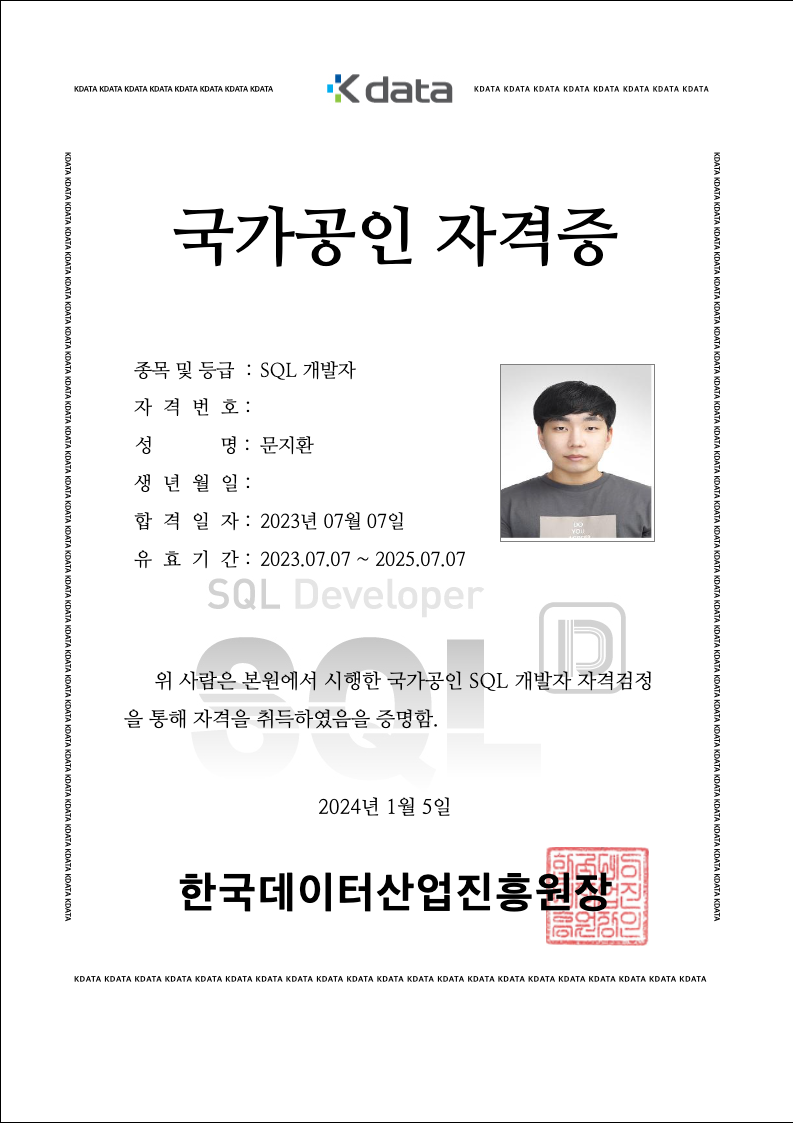 KDATA KDATA KDATA KDATA KDATA KDATA KDATA KDATA
K data
KDATA KDATA KDATA KDATA KDATA KDATA KDATA KDATA
국가공인 자격증
종목 및 등급 : SQL 개발자
자 격 번 호 :
성 명 : 문지환
생 년 월 일 :
합 격 일 자 : 2023년 07월 07일
유 효 기 간 : 2023.07.07 ~ 2025.07.07
SQL Developer
SQL
D
DO
YOU
위 사람은 본원에서 시행한 국가공인 SQL 개발자 자격검정
을 통해 자격을 취득하였음을 증명함.
2024년 1월 5일
한국데이터산업진흥원장
KDATA KDATA KDATA KDATA KDATA KDATA KDATA KDATA KDATA KDATA KDATA KDATA KDATA KDATA KDATA KDATA KDATA KDATA KDATA KDATA KDATA